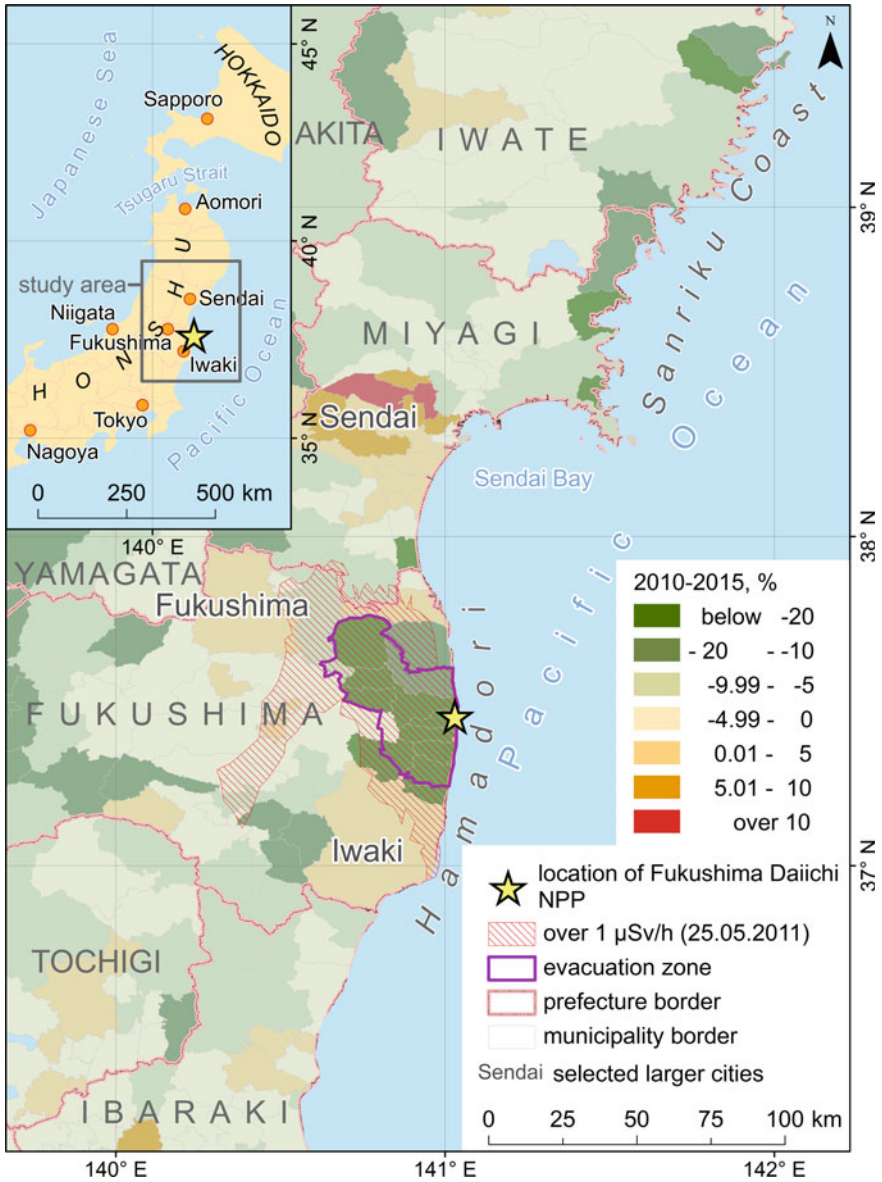 N
45° N
HOKKAIDO
Sapporo
Japanese Sea
Tsugaru Strait
Aomori
40° N
study area
HONSHU
Sendai
Niigata
Fukushima
Iwaki
Tokyo
Nagoya
Pacific Ocean
35° N
0 250 500 km
140° E
AKITA
IWATE
39° N
Sanriku Coast
MIYAGI
Sendai
Sendai Bay
Pacific Ocean
38° N
YAMAGATA
Fukushima
FUKUSHIMA
Hamadori
Iwaki
37° N
TOCHIGI
IBARAKI
2010-2015, %
below -20
- 20 - -10
-9.99 - -5
-4.99 - 0
0.01 - 5
5.01 - 10
over 10
location of Fukushima Daiichi
NPP
over 1 µSv/h (25.05.2011)
evacuation zone
prefecture border
municipality border
Sendai selected larger cities
0 25 50 75 100 km
140° E 141° E 142° E